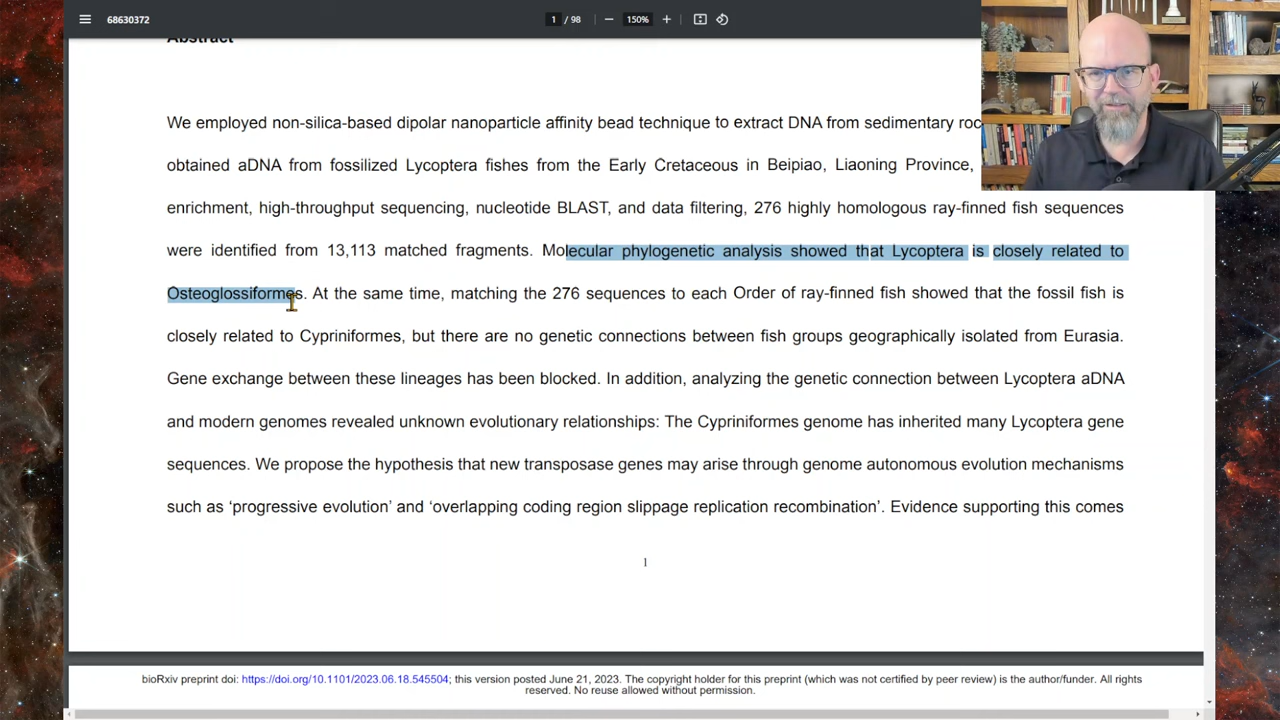 68630372
1 / 98
150%
Abstract
We employed non-silica-based dipolar nanoparticle affinity bead technique to extract DNA from sedimentary
obtained aDNA from fossilized Lycoptera fishes from the Early Cretaceous in Beipiao, Liaoning Province,
enrichment, high-throughput sequencing, nucleotide BLAST, and data filtering, 276 highly homologous ray-finned fish sequences
were identified from 13,113 matched fragments. Molecular phylogenetic analysis showed that Lycoptera is closely related to
Osteoglossiformes. At the same time, matching the 276 sequences to each Order of ray-finned fish showed that the fossil fish is
closely related to Cypriniformes, but there are no genetic connections between fish groups geographically isolated from Eurasia.
Gene exchange between these lineages has been blocked. In addition, analyzing the genetic connection between Lycoptera aDNA
and modern genomes revealed unknown evolutionary relationships: The Cypriniformes genome has inherited many Lycoptera gene
sequences. We propose the hypothesis that new transposase genes may arise through genome autonomous evolution mechanisms
such as ‘progressive evolution’ and ‘overlapping coding region slippage replication recombination’. Evidence supporting this comes
1
bioRxiv preprint doi: https://doi.org/10.1101/2023.06.18.545504; this version posted June 21, 2023. The copyright holder for this preprint (which was not certified by peer review) is the author/funder. All rights
reserved. No reuse allowed without permission.